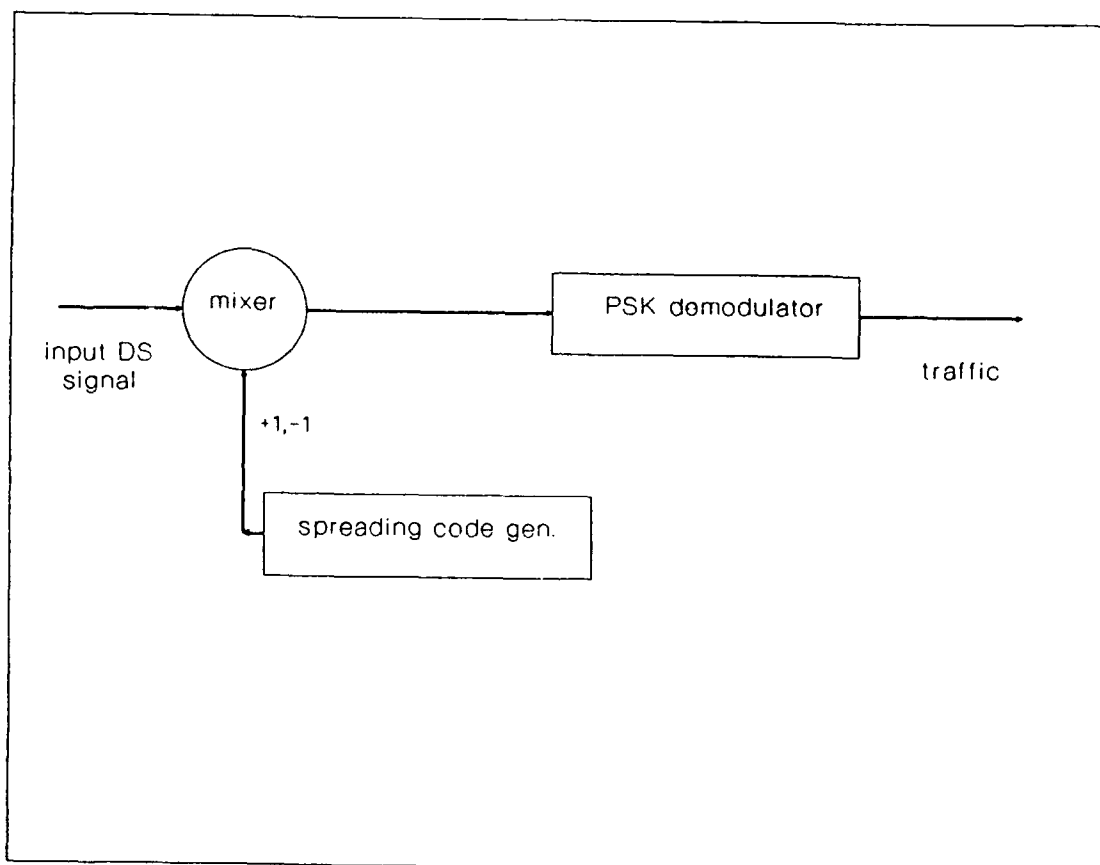 mixer
PSK demodulator
input DS
signal
traffic
+1,-1
spreading code gen.